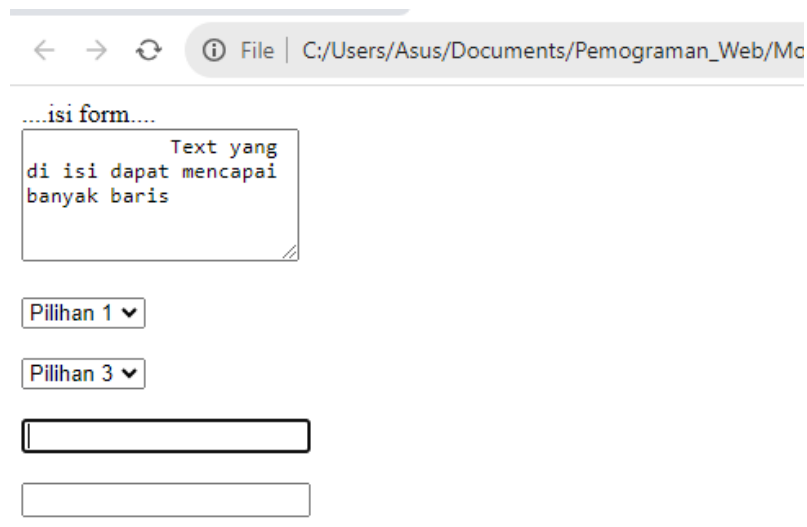 File C:/Users/Asus/Documents/Pemograman_Web/Mo
....isi form....
Text yang
di isi dapat mencapai
banyak baris
Pilihan 1
Pilihan 3